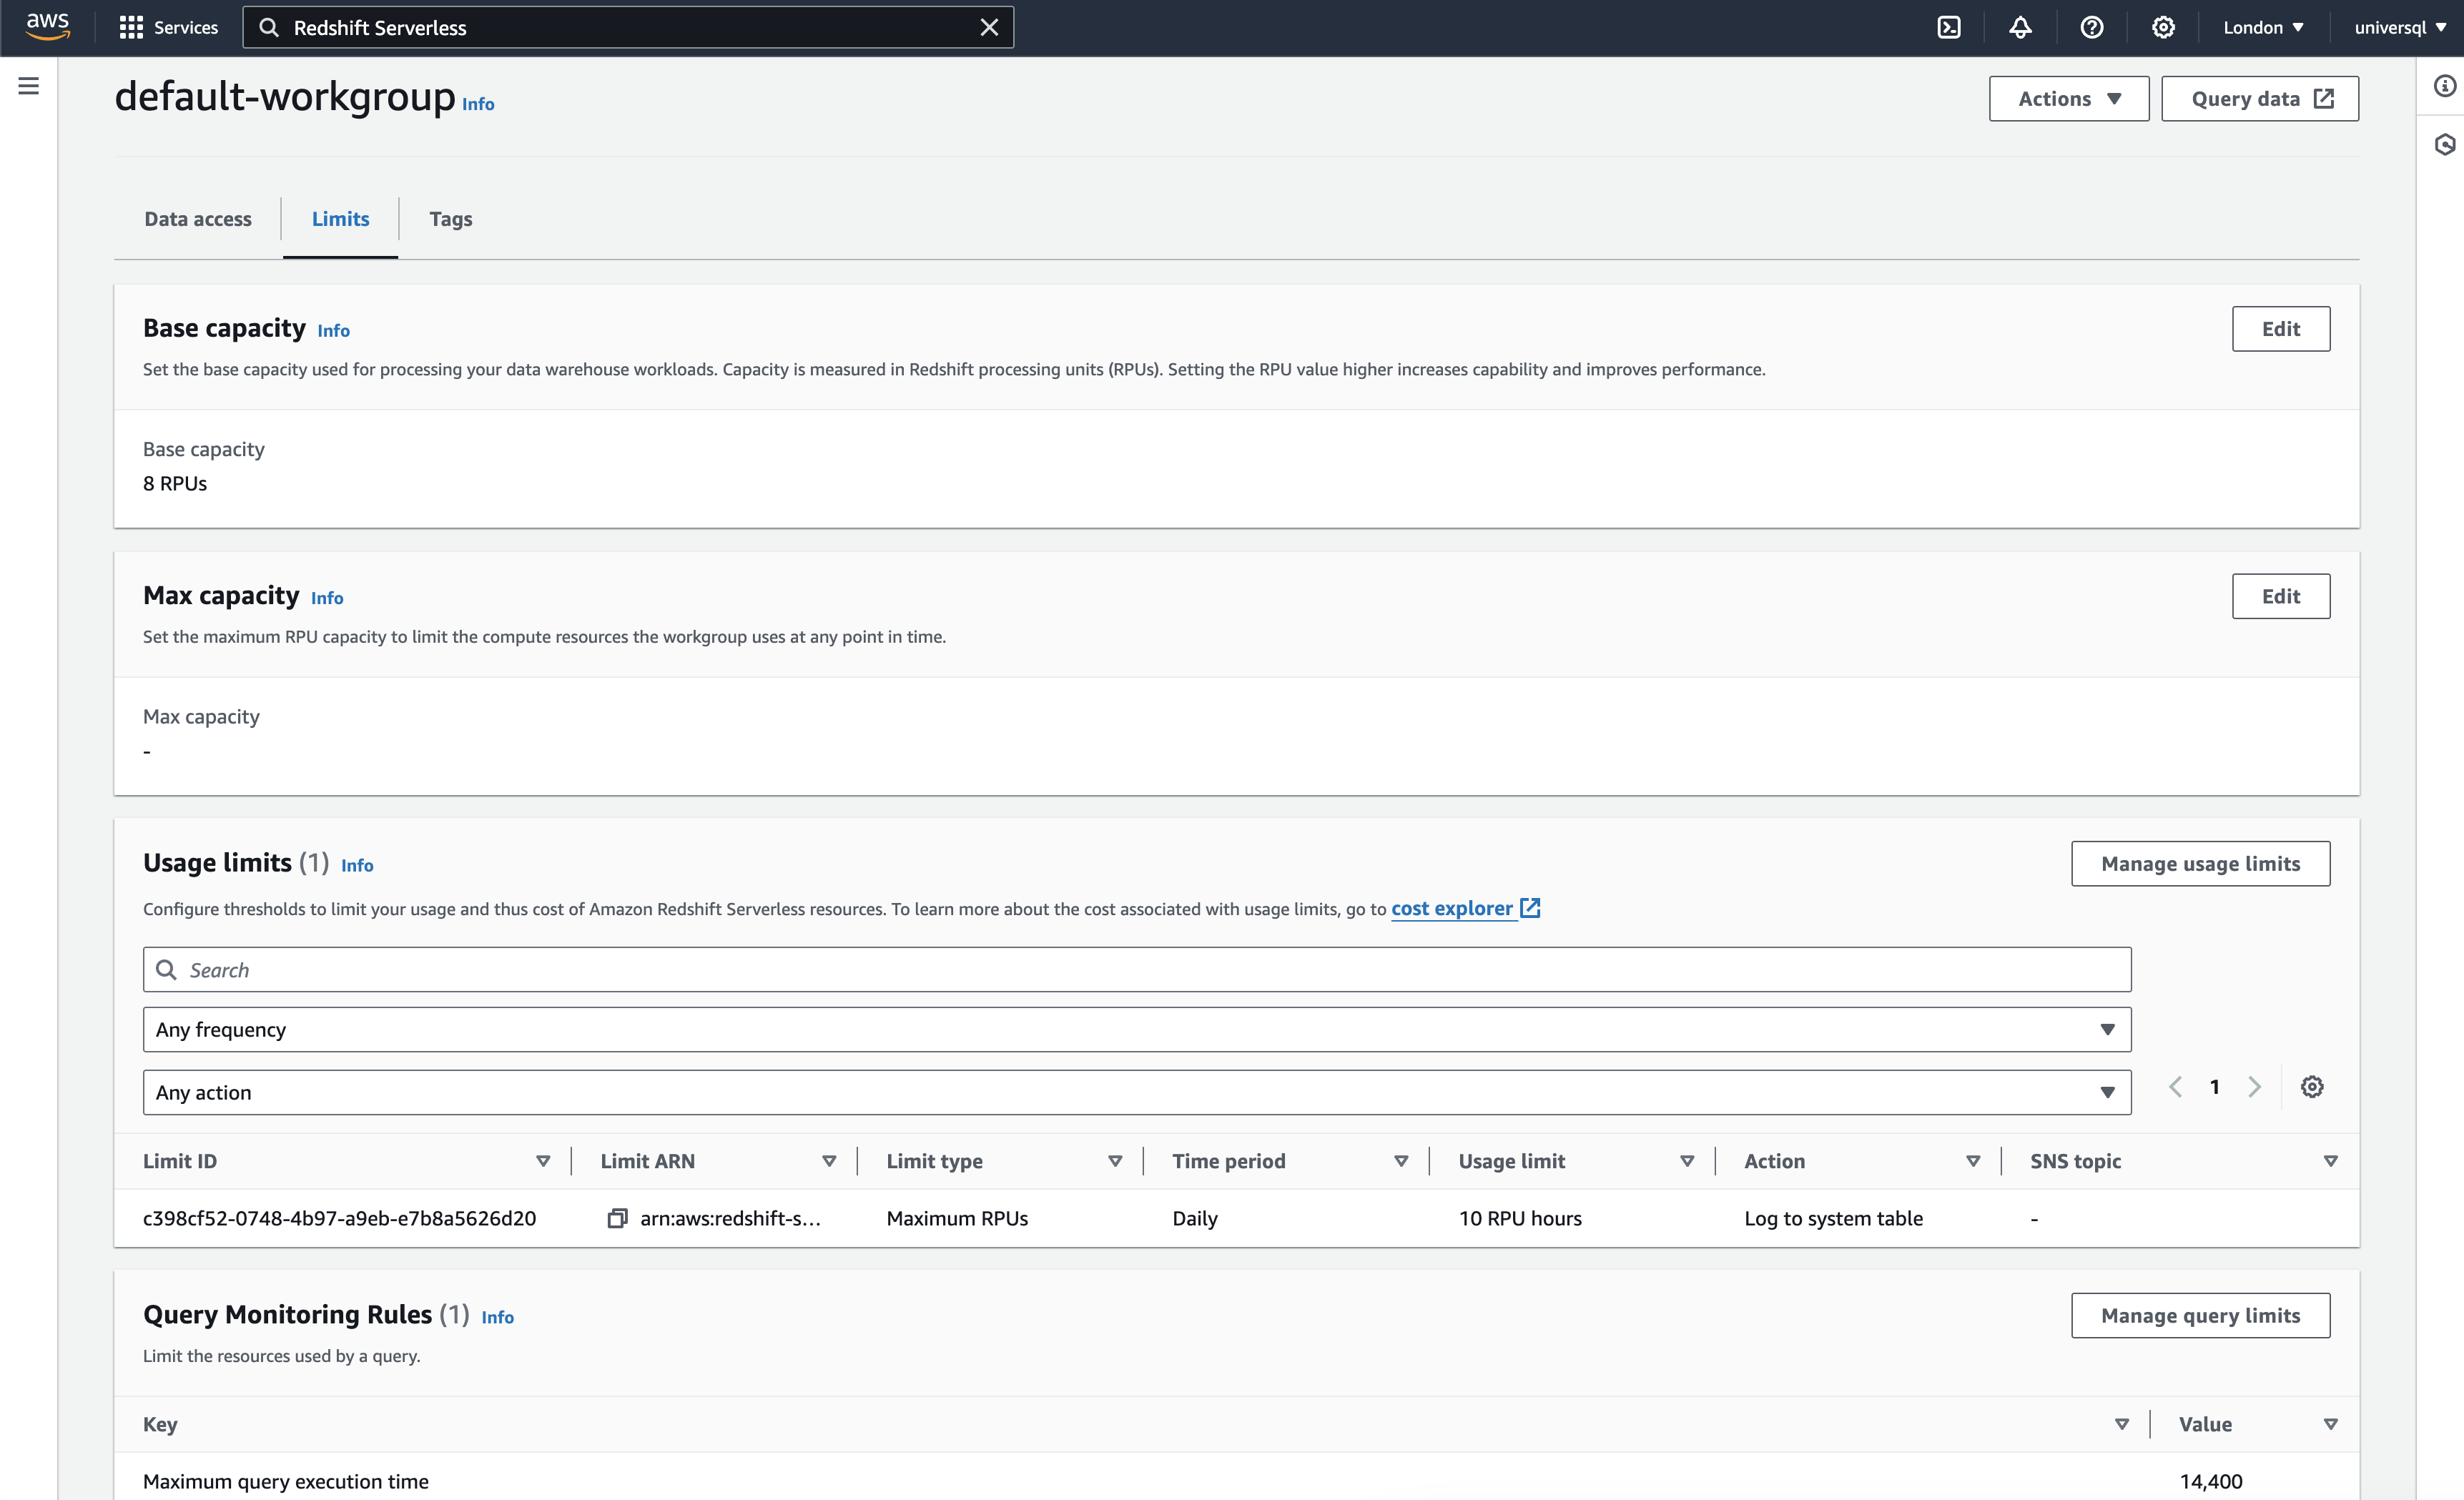 aws Services Redshift Serverless London universql
default-workgroup Info Actions Query data
Data access Limits Tags
Base capacity Info Edit
Set the base capacity used for processing your data warehouse workloads. Capacity is measured in Redshift processing units (RPUs). Setting the RPU value higher increases capability and improves performance.
Base capacity
8 RPUs
Max capacity Info Edit
Set the maximum RPU capacity to limit the compute resources the workgroup uses at any point in time.
Max capacity
-
Usage limits (1) Info Manage usage limits
Configure thresholds to limit your usage and thus cost of Amazon Redshift Serverless resources. To learn more about the cost associated with usage limits, go to cost explorer
Search
Any frequency
Any action 1
Limit ID Limit ARN Limit type Time period Usage limit Action SNS topic
c398cf52-0748-4b97-a9eb-e7b8a5626d20 arn:aws:redshift-s... Maximum RPUs Daily 10 RPU hours Log to system table -
Query Monitoring Rules (1) Info Manage query limits
Limit the resources used by a query.
Key Value
Maximum query execution time 14,400